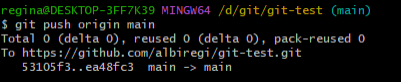 regina@DESKTOP-3FF7K39 MINGW64 /d/git/git-test (main)
$ git push origin main
Total 0 (delta 0), reused 0 (delta 0), pack-reused 0
To https://github.com/albiregi/git-test.git
   53105f3..ea48fc3  main -> main